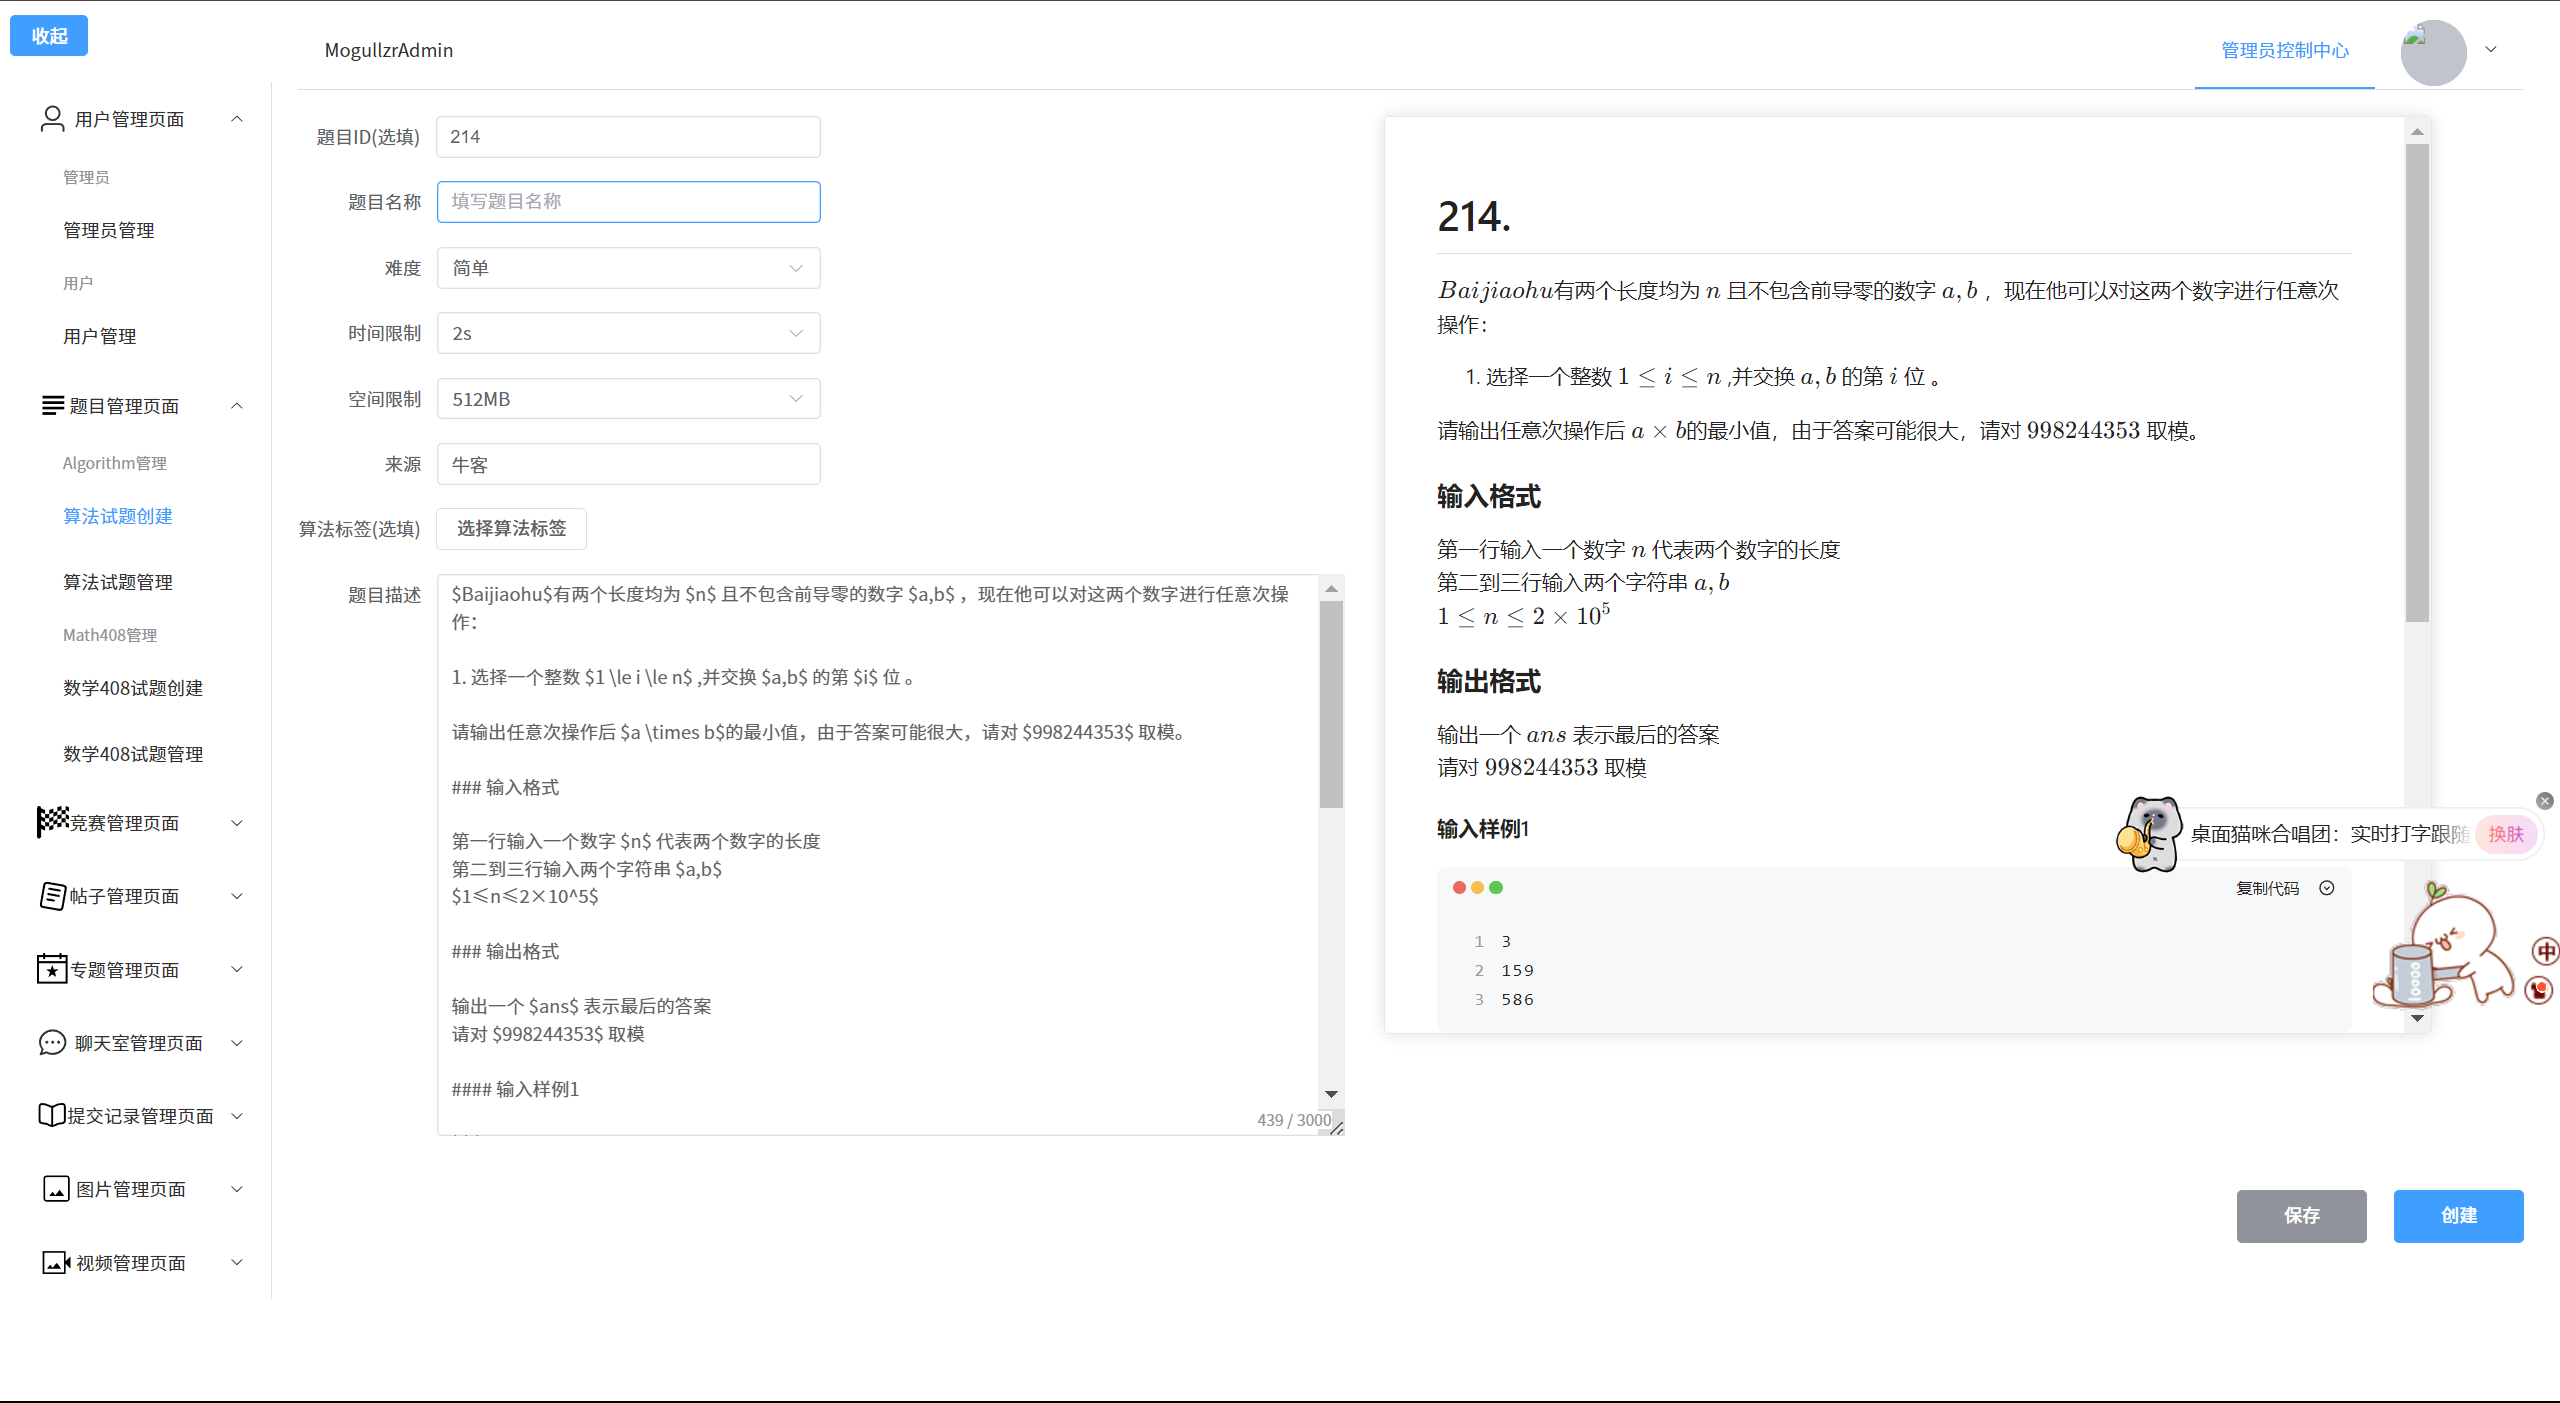 收起
MogullzrAdmin
管理员控制中心
用户管理页面
管理员
管理员管理
用户
用户管理
题目管理页面
Algorithm管理
算法试题创建
算法试题管理
Math408管理
数学408试题创建
数学408试题管理
竞赛管理页面
帖子管理页面
专题管理页面
聊天室管理页面
提交记录管理页面
图片管理页面
视频管理页面
题目ID(选填) 214
题目名称 填写题目名称
难度 简单
时间限制 2s
空间限制 512MB
来源 牛客
算法标签(选填) 选择算法标签
题目描述
$Baijiaohu$有两个长度均为 $n$ 且不包含前导零的数字 $a,b$ ，现在他可以对这两个数字进行任意次操
作：
1. 选择一个整数 $1 \le i \le n$ ,并交换 $a,b$ 的第 $i$ 位 。
请输出任意次操作后 $a \times b$的最小值，由于答案可能很大，请对 $998244353$ 取模。
### 输入格式
第一行输入一个数字 $n$ 代表两个数字的长度
第二到三行输入两个字符串 $a,b$
$1≤n≤2×10^5$
### 输出格式
输出一个 $ans$ 表示最后的答案
请对 $998244353$ 取模
#### 输入样例1
439 / 3000
214.
Baijiaohu有两个长度均为 n 且不包含前导零的数字 a, b ，现在他可以对这两个数字进行任意次
操作：
1. 选择一个整数 1 ≤ i ≤ n ,并交换 a, b 的第 i 位 。
请输出任意次操作后 a × b的最小值，由于答案可能很大，请对 998244353 取模。
输入格式
第一行输入一个数字 n 代表两个数字的长度
第二到三行输入两个字符串 a, b
1 ≤ n ≤ 2 × 10⁵
输出格式
输出一个 ans 表示最后的答案
请对 998244353 取模
输入样例1
复制代码
1 3
2 159
3 586
桌面猫咪合唱团：实时打字跟随
换肤
中
保存
创建